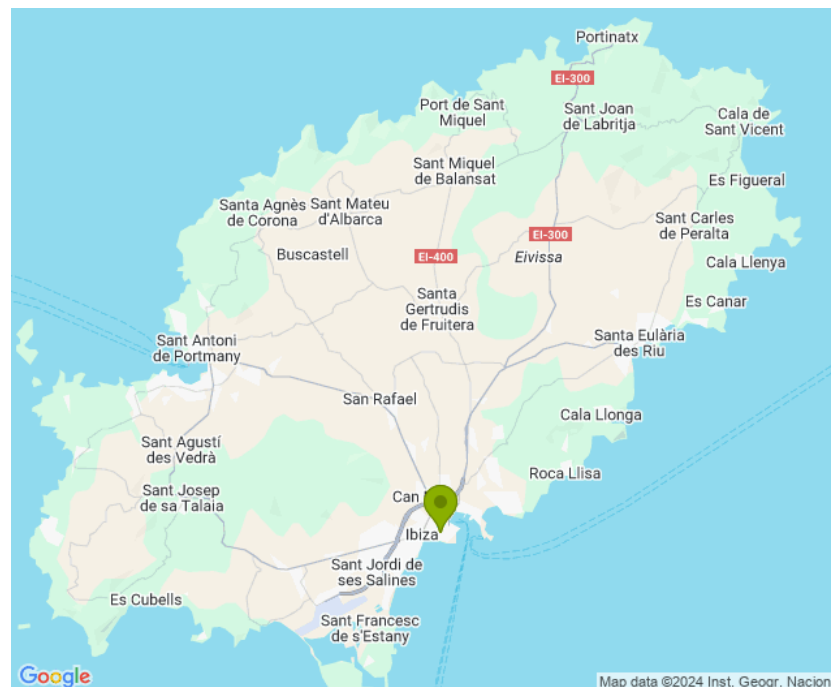 Portinatx
EI-300
Port de Sant
Miquel
Sant Joan
de Labritja
Cala de
Sant Vicent
Sant Miquel
de Balansat
Es Figueral
Santa Agnès
de Corona
Sant Mateu
d'Albarca
Sant Carles
de Peralta
EI-300
Buscastell
EI-400
Eivissa
Cala Llenya
Santa
Gertrudis
de Fruitera
Es Canar
Sant Antoni
de Portmany
Santa Eulària
des Riu
San Rafael
Cala Llonga
Sant Agustí
des Vedrà
Roca Llisa
Sant Josep
de sa Talaia
Can
Ibiza
Sant Jordi de
ses Salines
Es Cubells
Sant Francesc
de s'Estany
Google
Map data ©2024 Inst. Geogr. Nacion